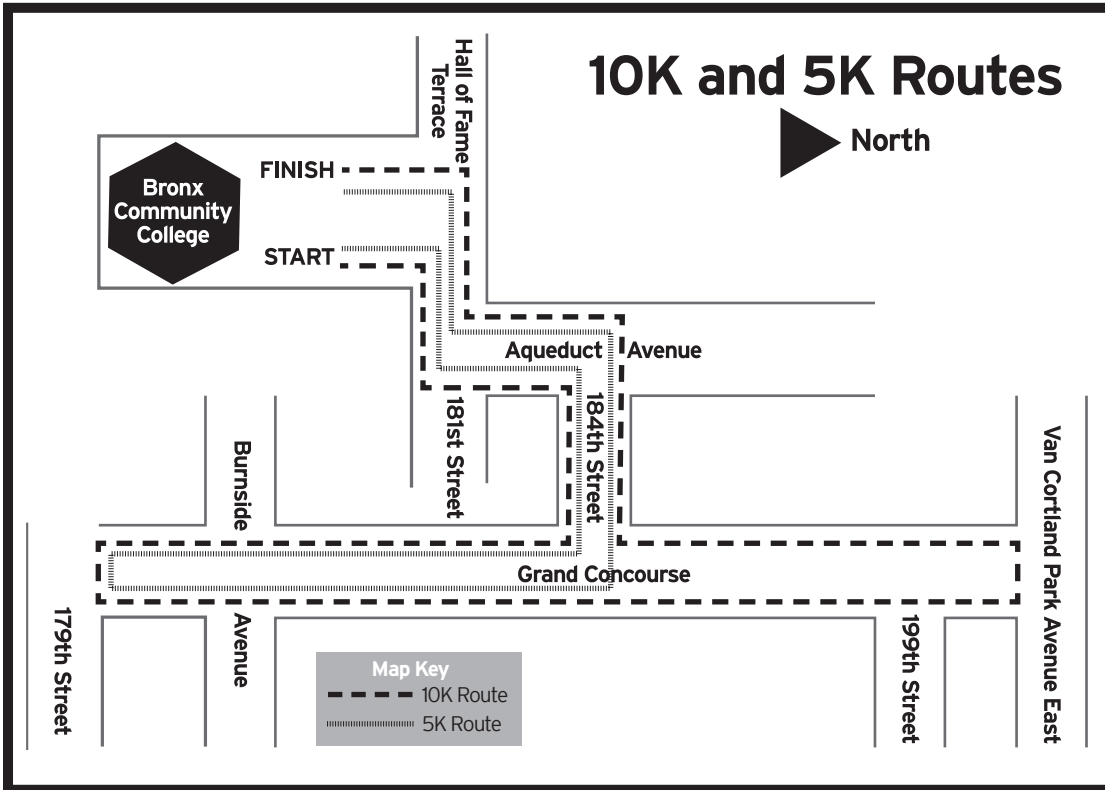 10K and 5K Routes
North
Hall of Fame
Terrace
Bronx
Community
College
FINISH
START
Aqueduct Avenue
181st Street
184th Street
Burnside
Avenue
Grand Concourse
179th Street
199th Street
Van Cortland Park Avenue East
Map Key
10K Route
5K Route